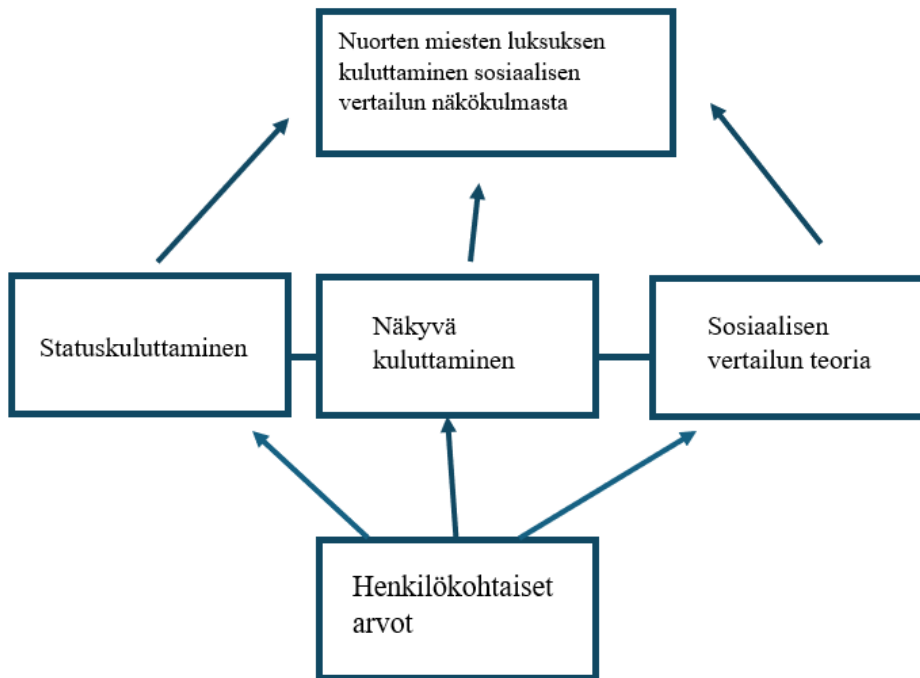 Nuorten miesten luksuksen
kuluttaminen sosiaalisen
vertailun näkökulmasta
Statuskuluttaminen
Näkyvä
kuluttaminen
Sosiaalisen
vertailun teoria
Henkilökohtaiset
arvot